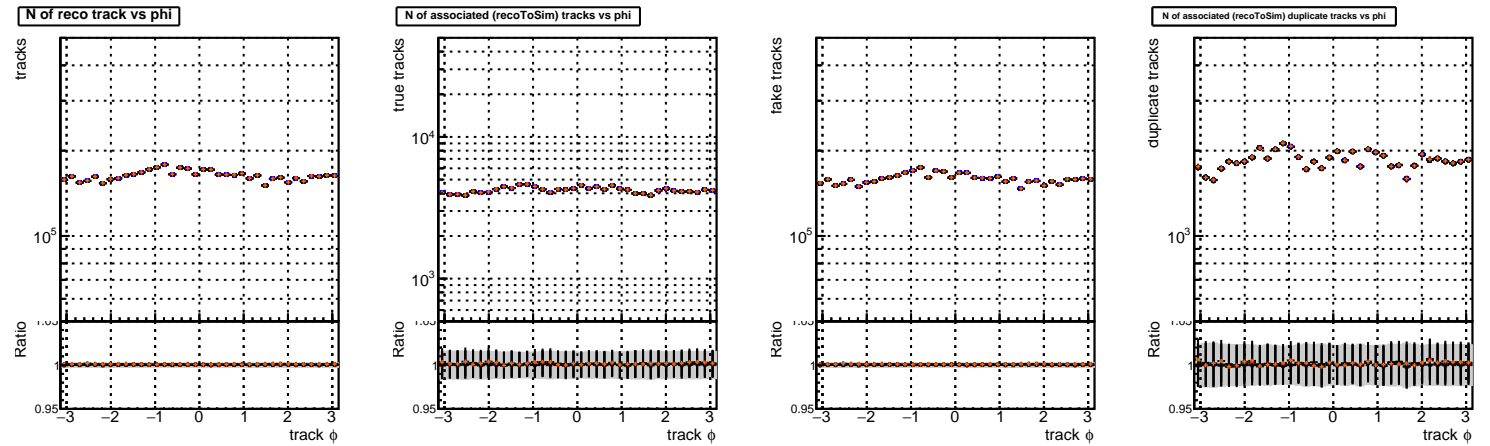 N of reco track vs phi
N of associated (recoToSim) tracks vs phi
N of associated (recoToSim) duplicate tracks vs phi
tracks
10^5
Ratio
1
0.95
−3 −2 −1 0 1 2 3
track ϕ
true tracks
10^4
10^3
Ratio
1
0.95
−3 −2 −1 0 1 2 3
track ϕ
fake tracks
10^5
Ratio
1
0.95
−3 −2 −1 0 1 2 3
track ϕ
duplicate tracks
10^3
Ratio
1
0.95
−3 −2 −1 0 1 2 3
track ϕ